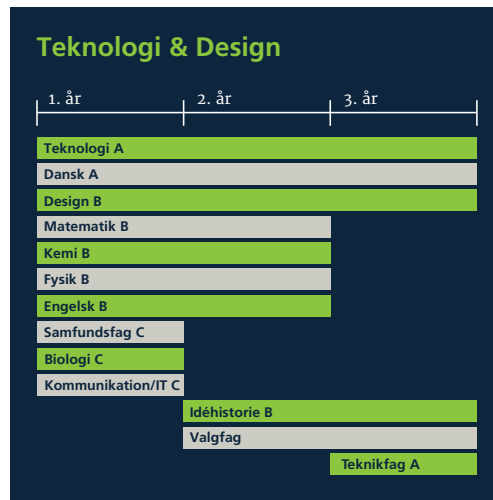 Teknologi & Design
1. år 2. år 3. år
Teknologi A
Dansk A
Design B
Matematik B
Kemi B
Fysik B
Engelsk B
Samfundsfag C
Biologi C
Kommunikation/IT C
Idéhistorie B
Valgfag
Teknikfag A